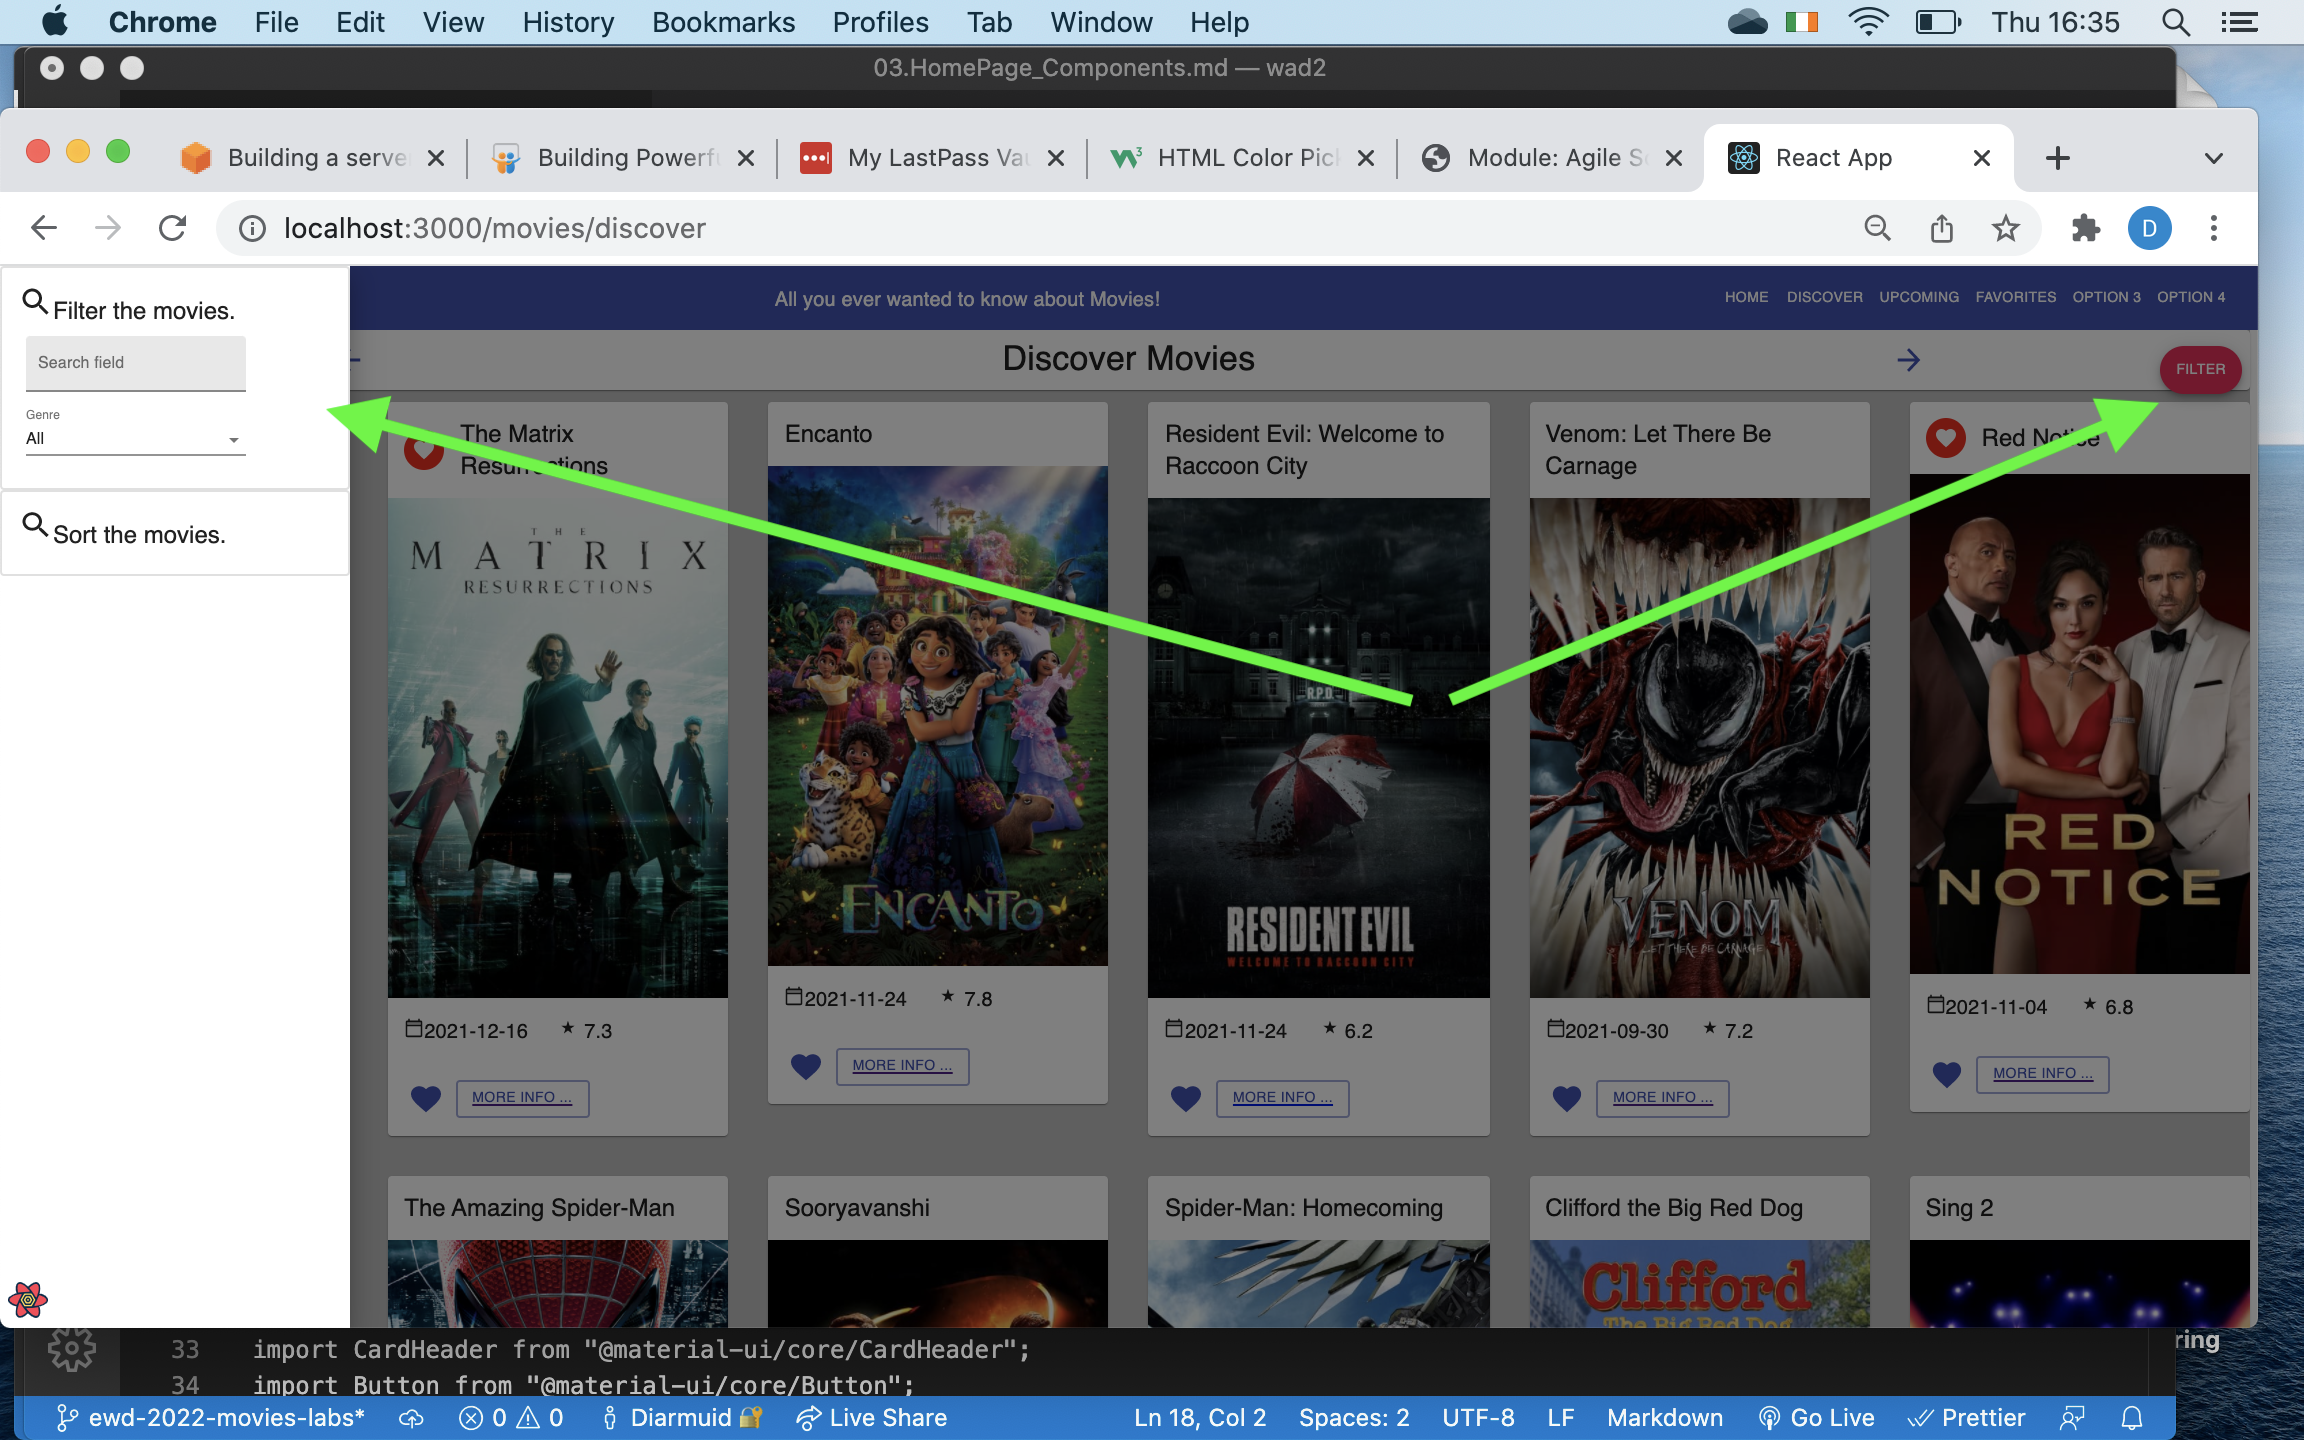 Chrome File Edit View History Bookmarks Profiles Tab Window Help Thu 16:35
03.HomePage_Components.md — wad2
Building a serve Building Powerf My LastPass Vau HTML Color Pick Module: Agile So React App
localhost:3000/movies/discover D
All you ever wanted to know about Movies! HOME DISCOVER UPCOMING FAVORITES OPTION 3 OPTION 4
Filter the movies.
Search field
Genre
All
Sort the movies.
Discover Movies
FILTER
The Matrix
Resurrections
THE
MATRIX
RESURRECTIONS
2021-12-16 7.3
MORE INFO ...
Encanto
ENCANTO
2021-11-24 7.8
MORE INFO ...
Resident Evil: Welcome to
Raccoon City
R.P.D.
RESIDENT EVIL
WELCOME TO RACCOON CITY
2021-11-24 6.2
MORE INFO ...
Venom: Let There Be
Carnage
VENOM
LET THERE BE CARNAGE
2021-09-30 7.2
MORE INFO ...
Red Notice
RED
NOTICE
2021-11-04 6.8
MORE INFO ...
The Amazing Spider-Man
Sooryavanshi
Spider-Man: Homecoming
Clifford the Big Red Dog
Clifford
The Big Red Dog
Sing 2
ring
33 import CardHeader from "@material-ui/core/CardHeader";
34 import Button from "@material-ui/core/Button";
ewd-2022-movies-labs* 0 0 Diarmuid Live Share Ln 18, Col 2 Spaces: 2 UTF-8 LF Markdown Go Live Prettier